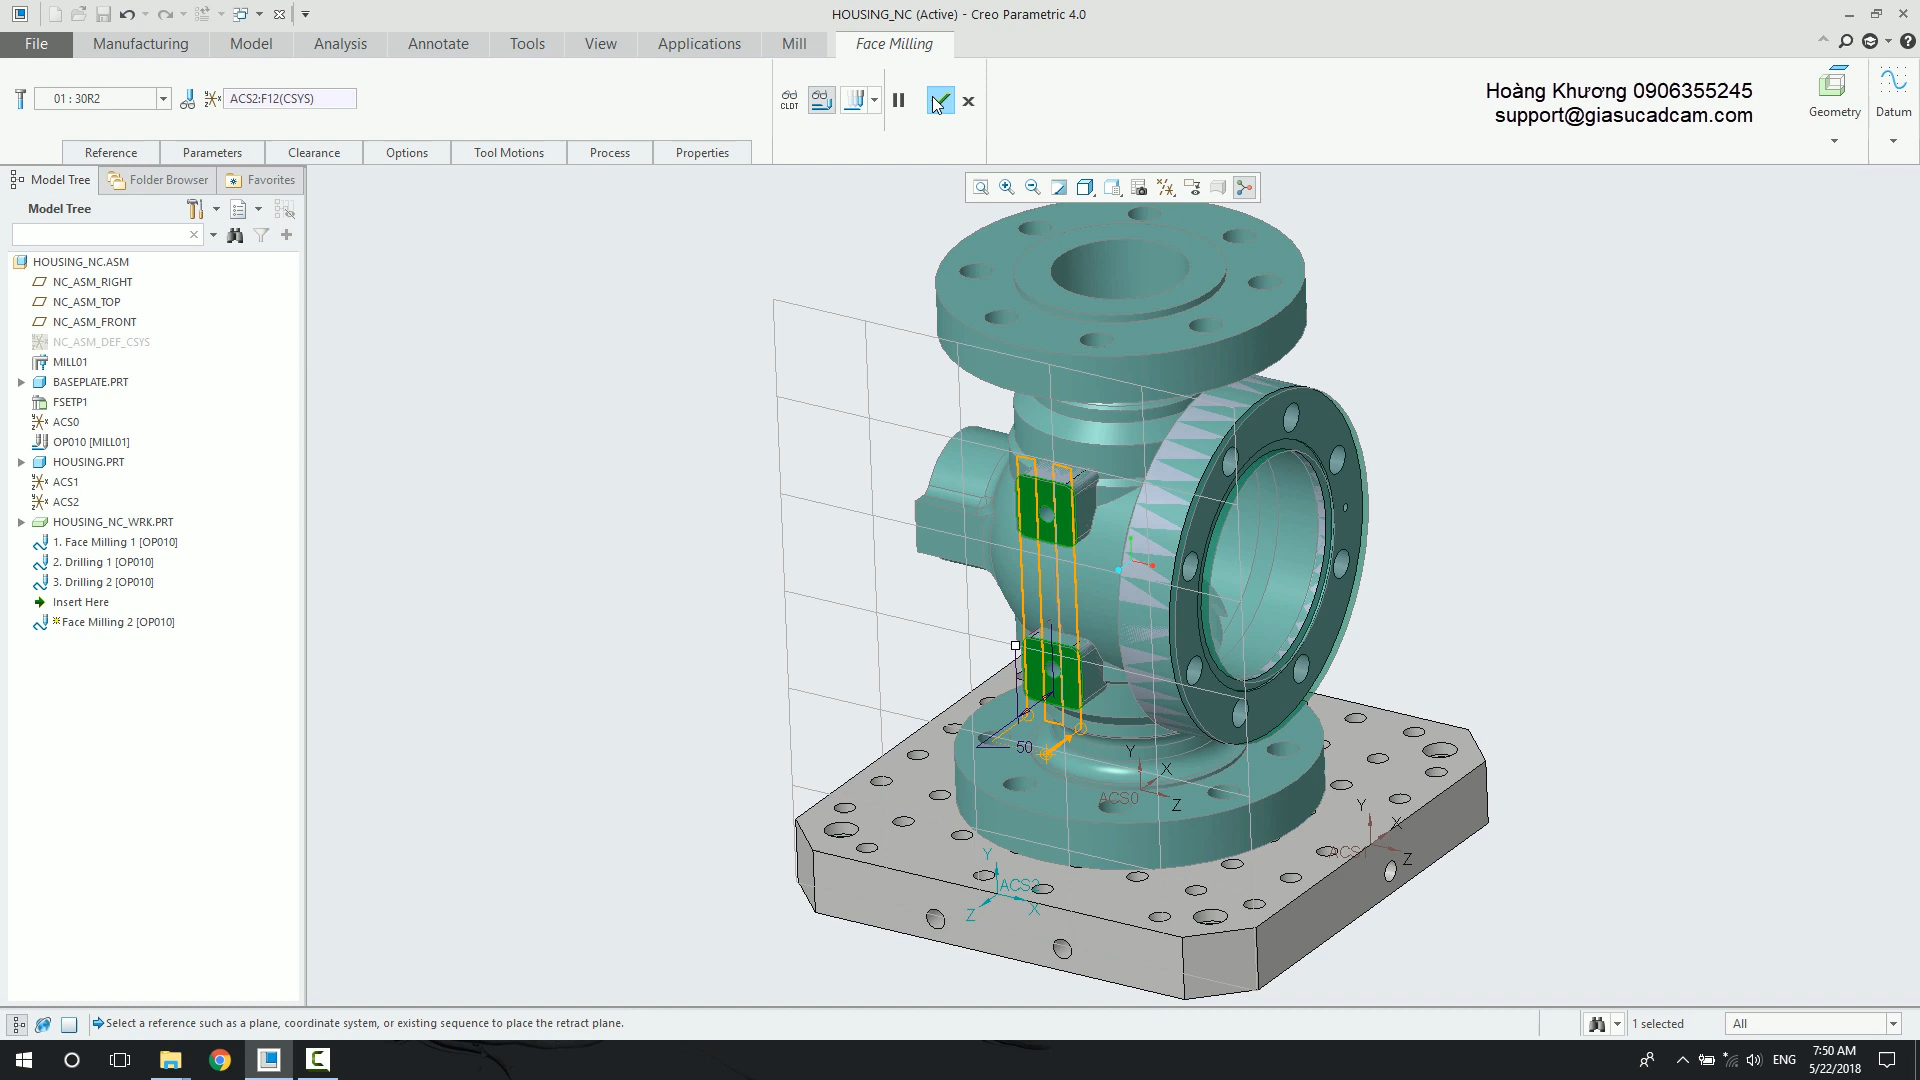 HOUSING_NC (Active) - Creo Parametric 4.0
File Manufacturing Model Analysis Annotate Tools View Applications Mill Face Milling
01 : 30R2
ACS2:F12(CSYS)
CLDT
Hoàng Khương 0906355245
support@giasucadcam.com
Geometry Datum
Reference Parameters Clearance Options Tool Motions Process Properties
Model Tree Folder Browser Favorites
Model Tree
HOUSING_NC.ASM
NC_ASM_RIGHT
NC_ASM_TOP
NC_ASM_FRONT
NC_ASM_DEF_CSYS
MILL01
BASEPLATE.PRT
FSETP1
ACS0
OP010 [MILL01]
HOUSING.PRT
ACS1
ACS2
HOUSING_NC_WRK.PRT
1. Face Milling 1 [OP010]
2. Drilling 1 [OP010]
3. Drilling 2 [OP010]
Insert Here
Face Milling 2 [OP010]
50
Y
X
ACS0
Z
Y
X
ACS1
Z
Y
ACS2
Z
X
Select a reference such as a plane, coordinate system, or existing sequence to place the retract plane.
1 selected
All
ENG
7:50 AM
5/22/2018